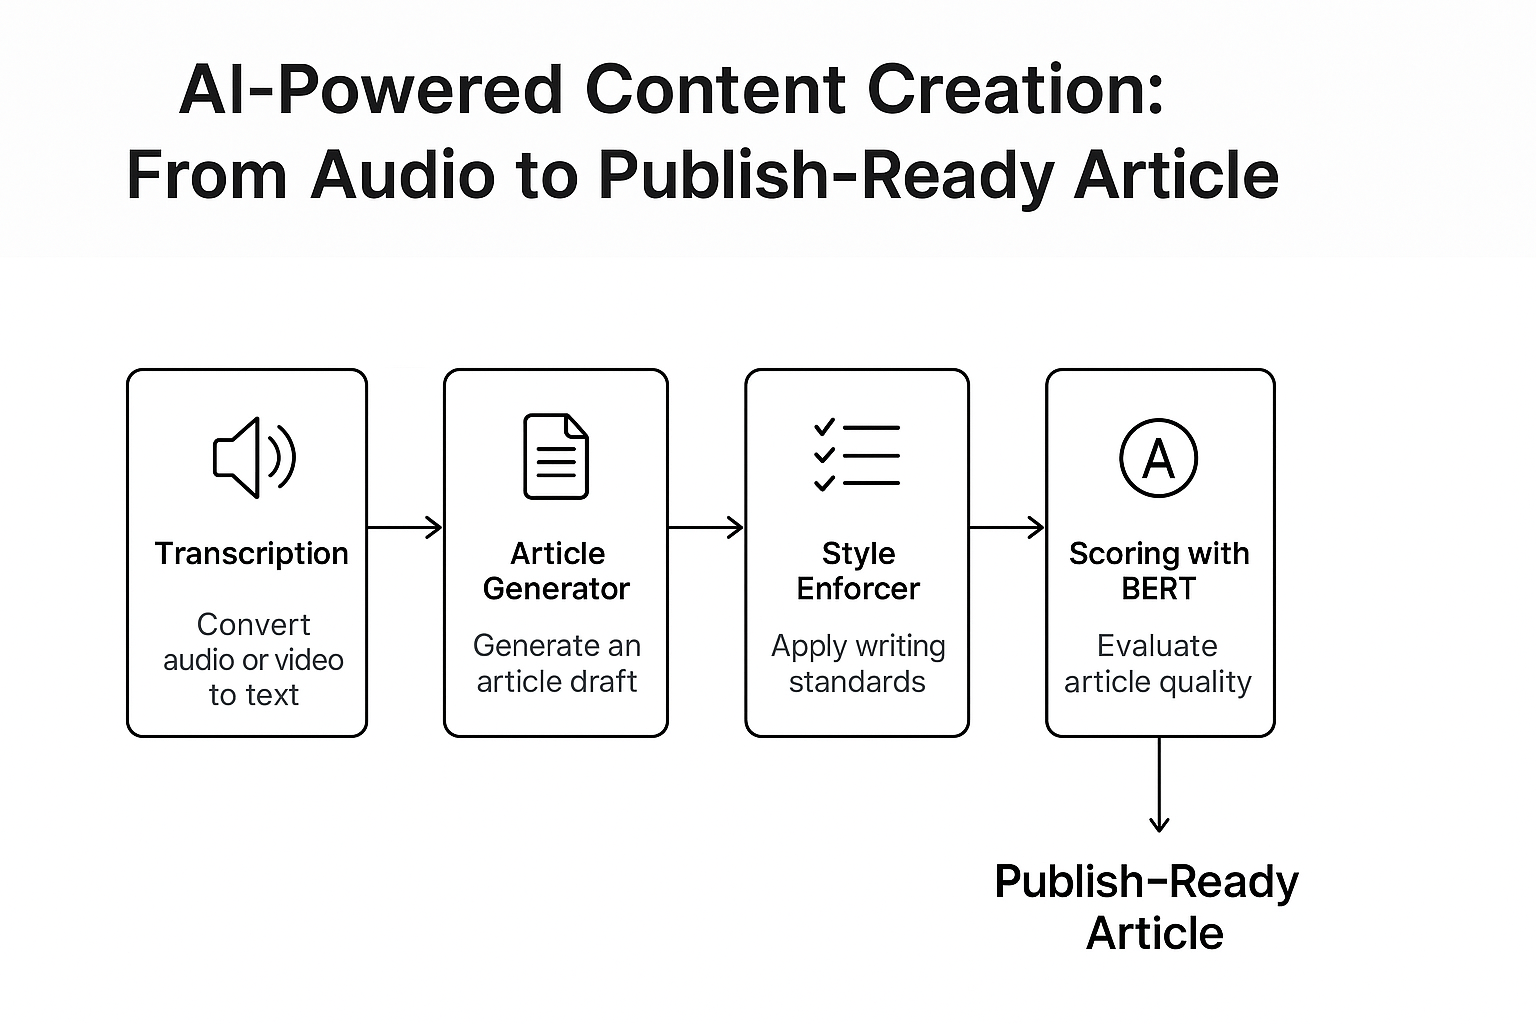 AI-Powered Content Creation:
From Audio to Publish-Ready Article
Transcription
Convert
audio or video
to text
Article
Generator
Generate an
article draft
Style
Enforcer
Apply writing
standards
A
Scoring with
BERT
Evaluate
article quality
Publish-Ready
Article